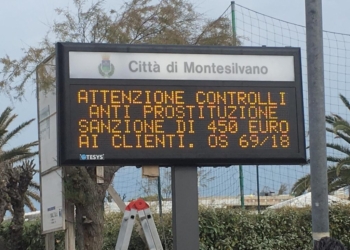 Città di Montesilvano
ATTENZIONE CONTROLLI
ANTI PROSTITUZIONE
SANZIONE DI 450 EURO
AI CLIENTI. OS 69/18
TESYS